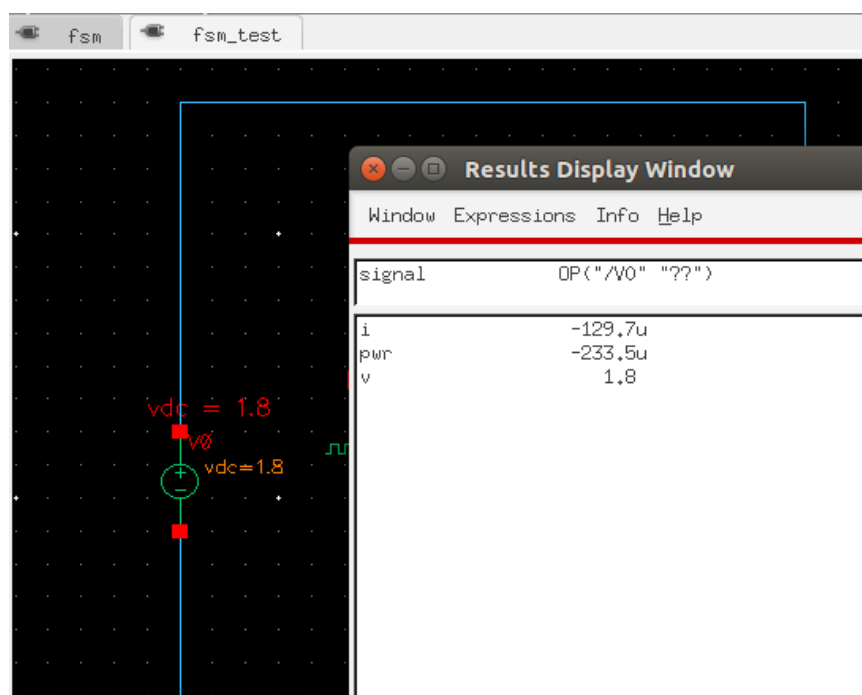 fsm fsm_test
Results Display Window
Window Expressions Info Help
signal OP("/V0" "??")
i -129.7u
pwr -233.5u
v 1.8
vdc = 1.8
V0
vdc=1.8